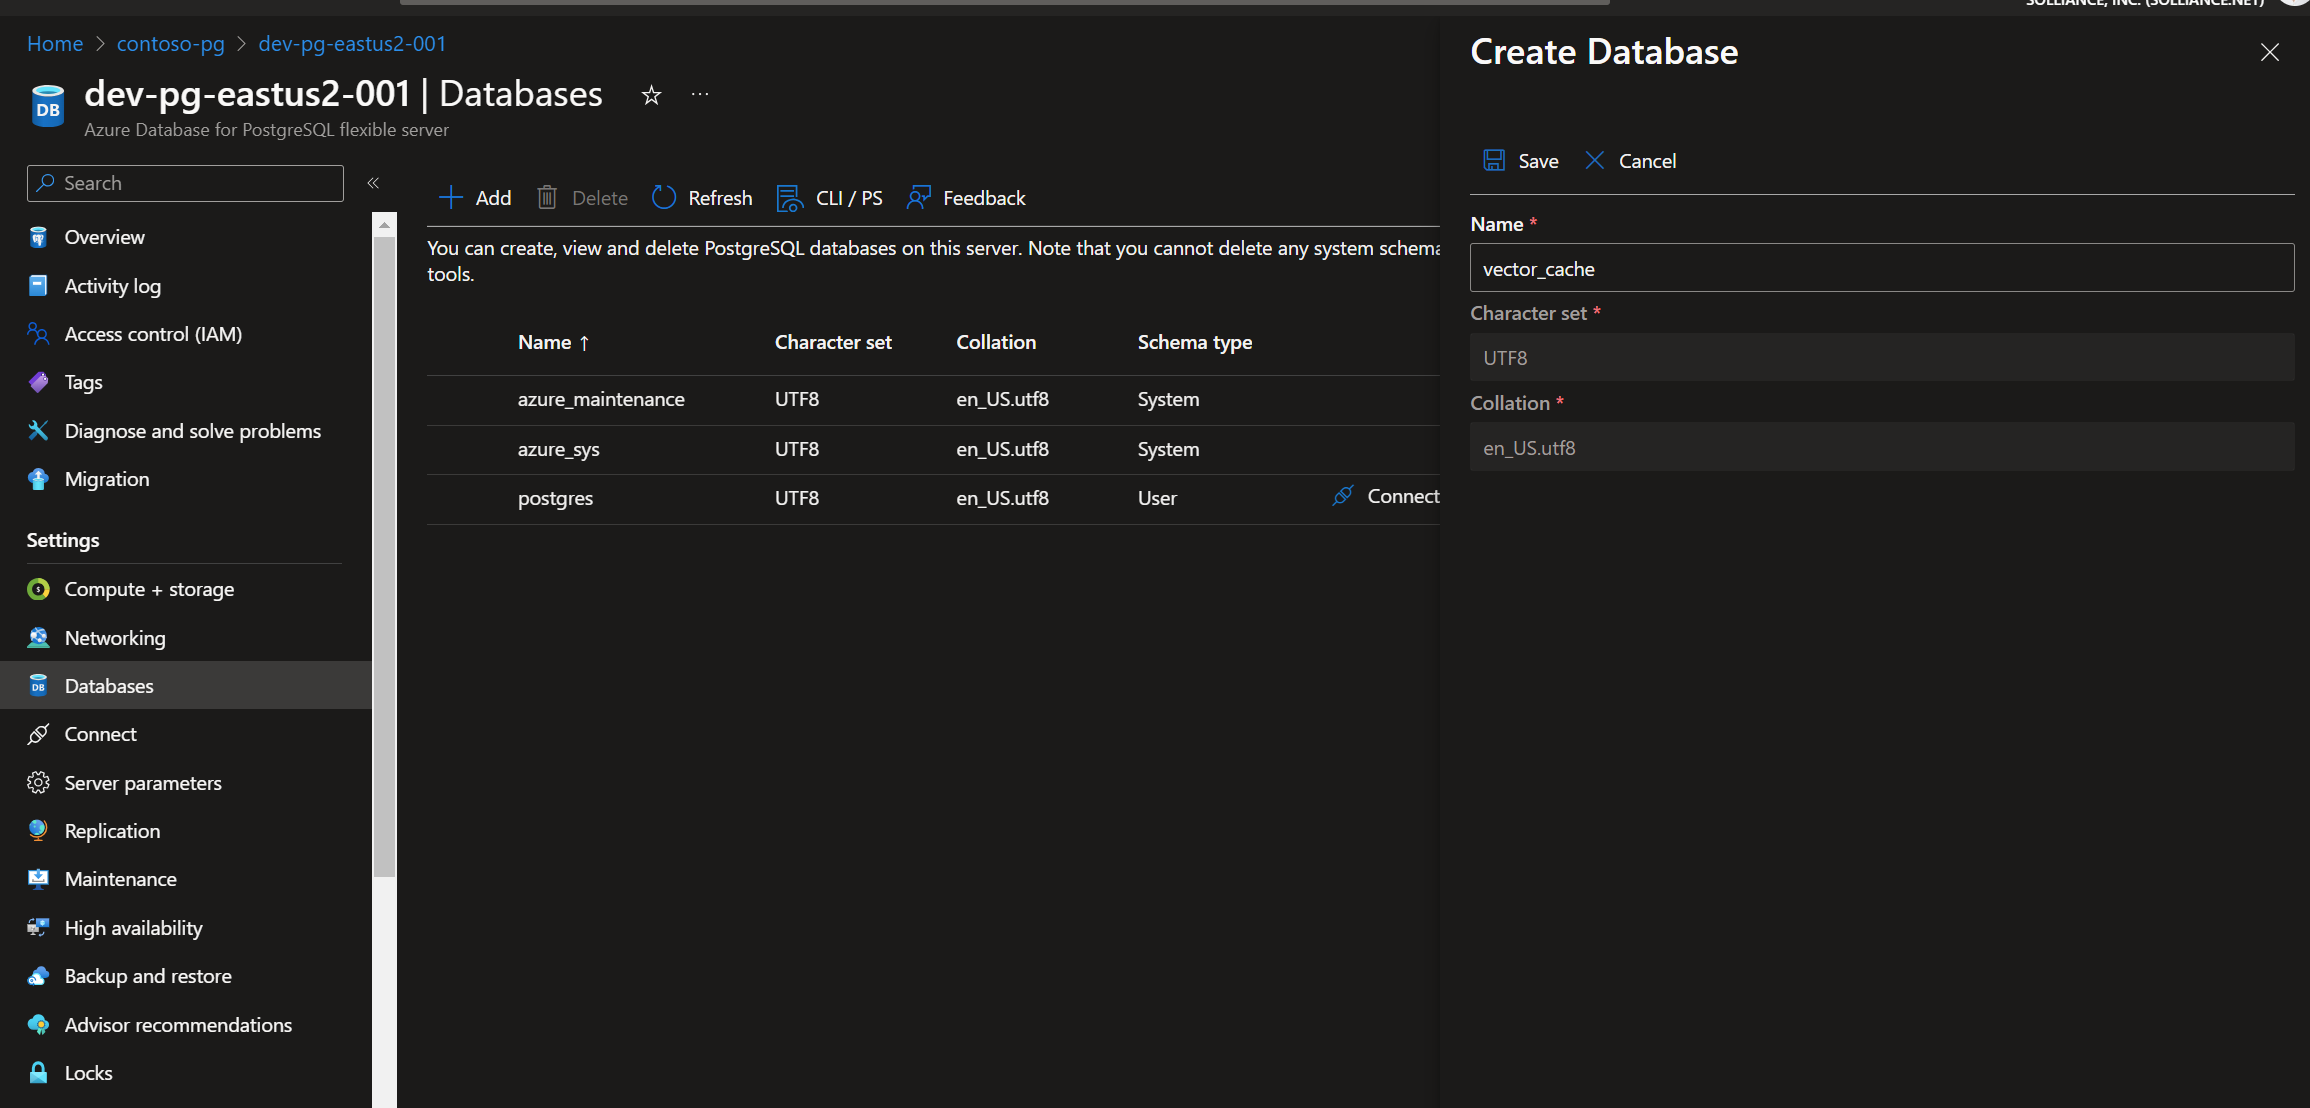 SOLLIANCE, INC. (SOLLIANCE.NET)
Home > contoso-pg > dev-pg-eastus2-001
DB
dev-pg-eastus2-001 | Databases
...
Azure Database for PostgreSQL flexible server
Search
«
Overview
Activity log
Access control (IAM)
Tags
Diagnose and solve problems
Migration
Settings
Compute + storage
Networking
DB Databases
Connect
Server parameters
Replication
Maintenance
High availability
Backup and restore
Advisor recommendations
Locks
Add Delete Refresh CLI / PS Feedback
You can create, view and delete PostgreSQL databases on this server. Note that you cannot delete any system schema
tools.
Name ↑ Character set Collation Schema type
azure_maintenance UTF8 en_US.utf8 System
azure_sys UTF8 en_US.utf8 System
postgres UTF8 en_US.utf8 User Connect
Create Database
Save Cancel
Name *
vector_cache
Character set *
UTF8
Collation *
en_US.utf8